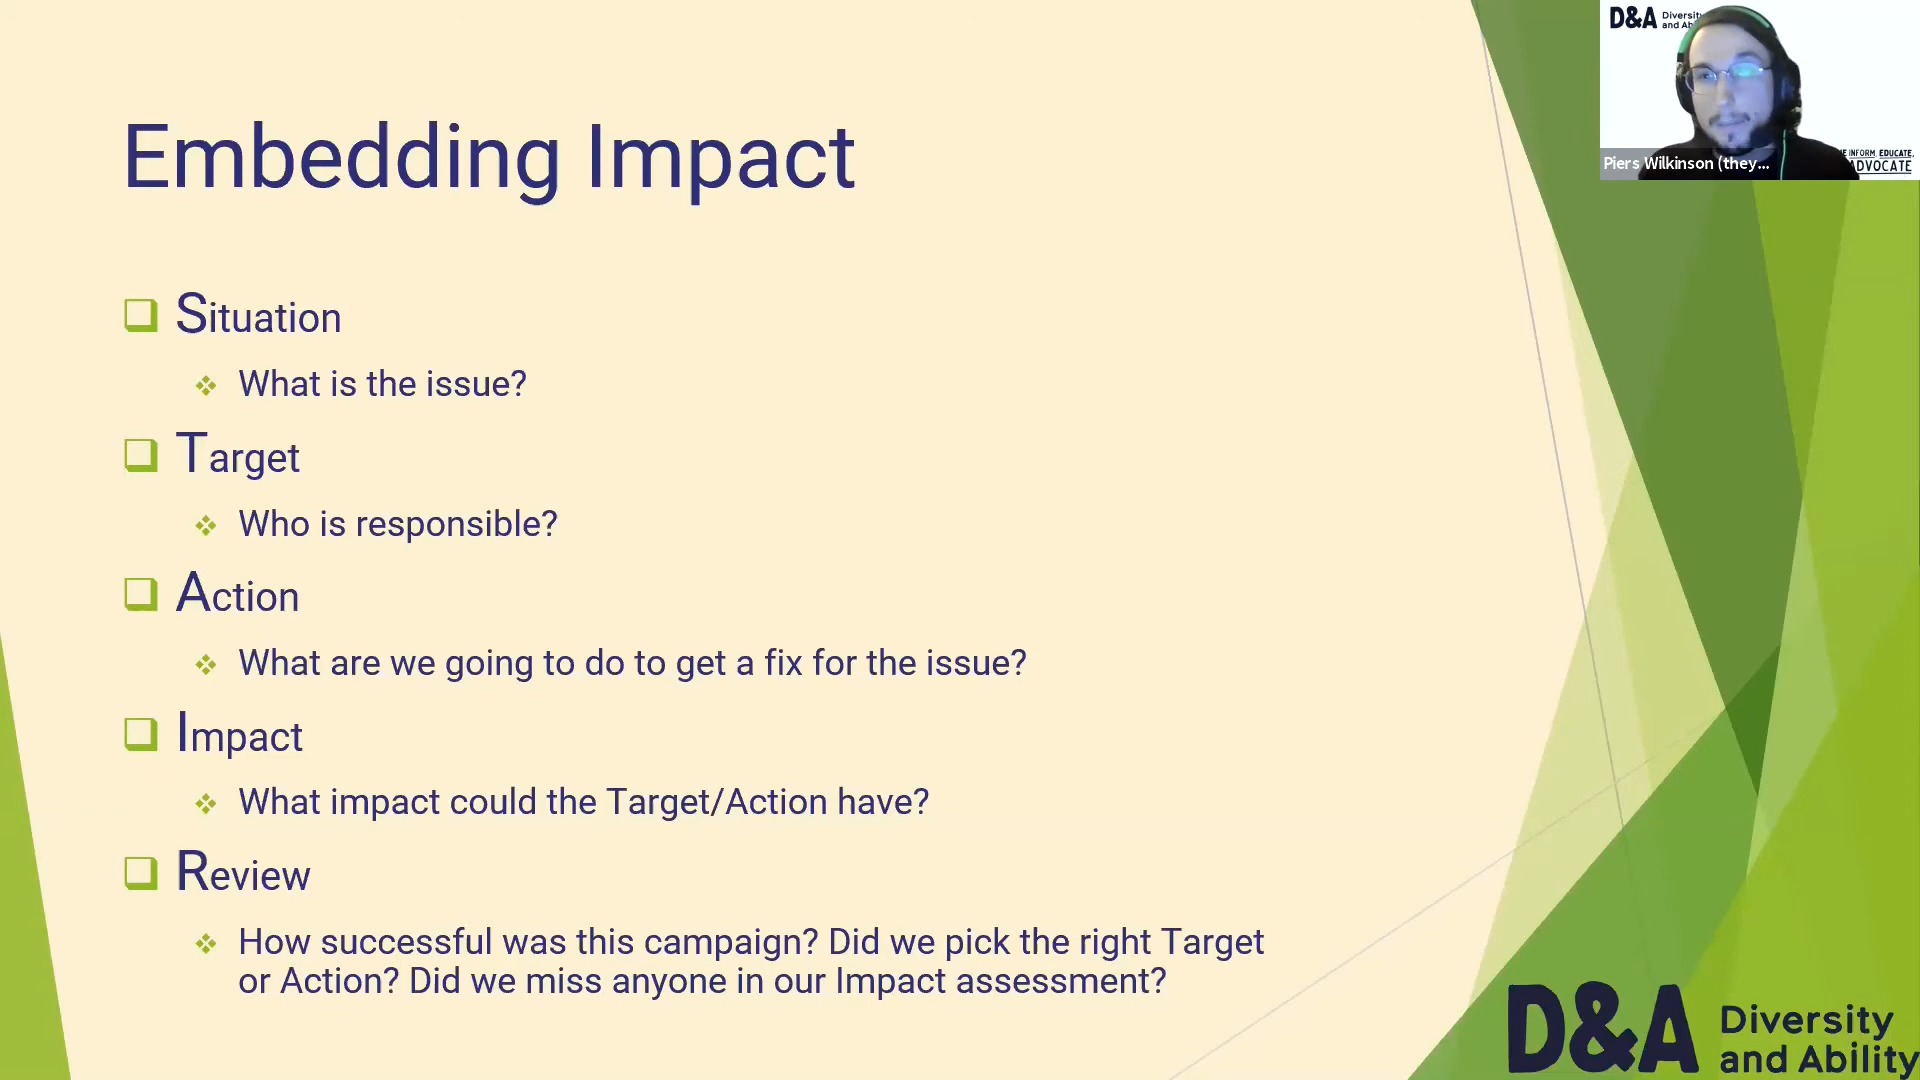 Embedding Impact
Situation
What is the issue?
Target
Who is responsible?
Action
What are we going to do to get a fix for the issue?
Impact
What impact could the Target/Action have?
Review
How successful was this campaign? Did we pick the right Target
or Action? Did we miss anyone in our Impact assessment?
D&A Diversity
and Ability
D&A
Piers Wilkinson (they...
INFORM, EDUCATE,
ADVOCATE